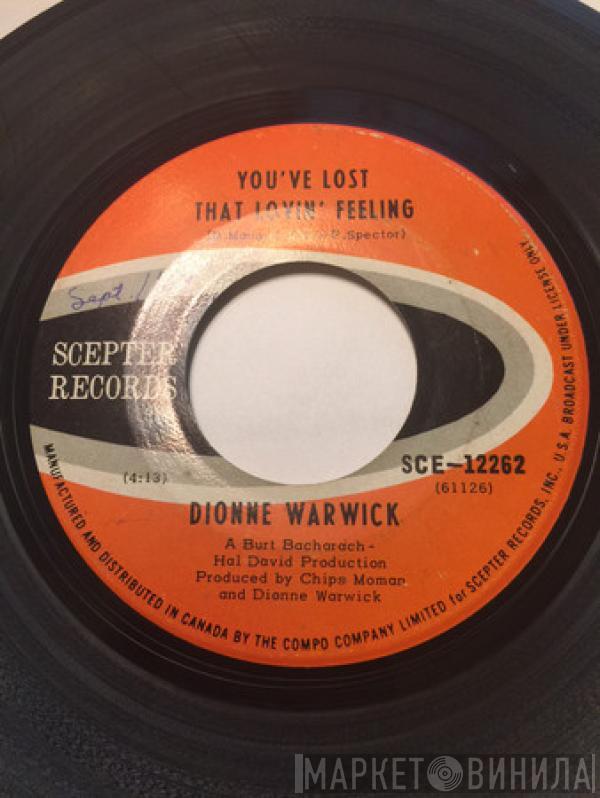 YOU'VE LOST
THAT LOVIN' FEELING
Spector)
Sept
SCEPTER
RECORDS
SCE-12262
(4:13)
(61126)
DIONNE WARWICK
A Burt Bacharach-
Hal David Production
Produced by Chips Moman
and Dionne Warwick
MANUFACTURED AND DISTRIBUTED IN CANADA BY THE COMPO COMPANY LIMITED for SCEPTER RECORDS, INC., U.S.A. BROADCAST UNDER LICENSE ONLY
МАРКЕТ ВИНИЛА